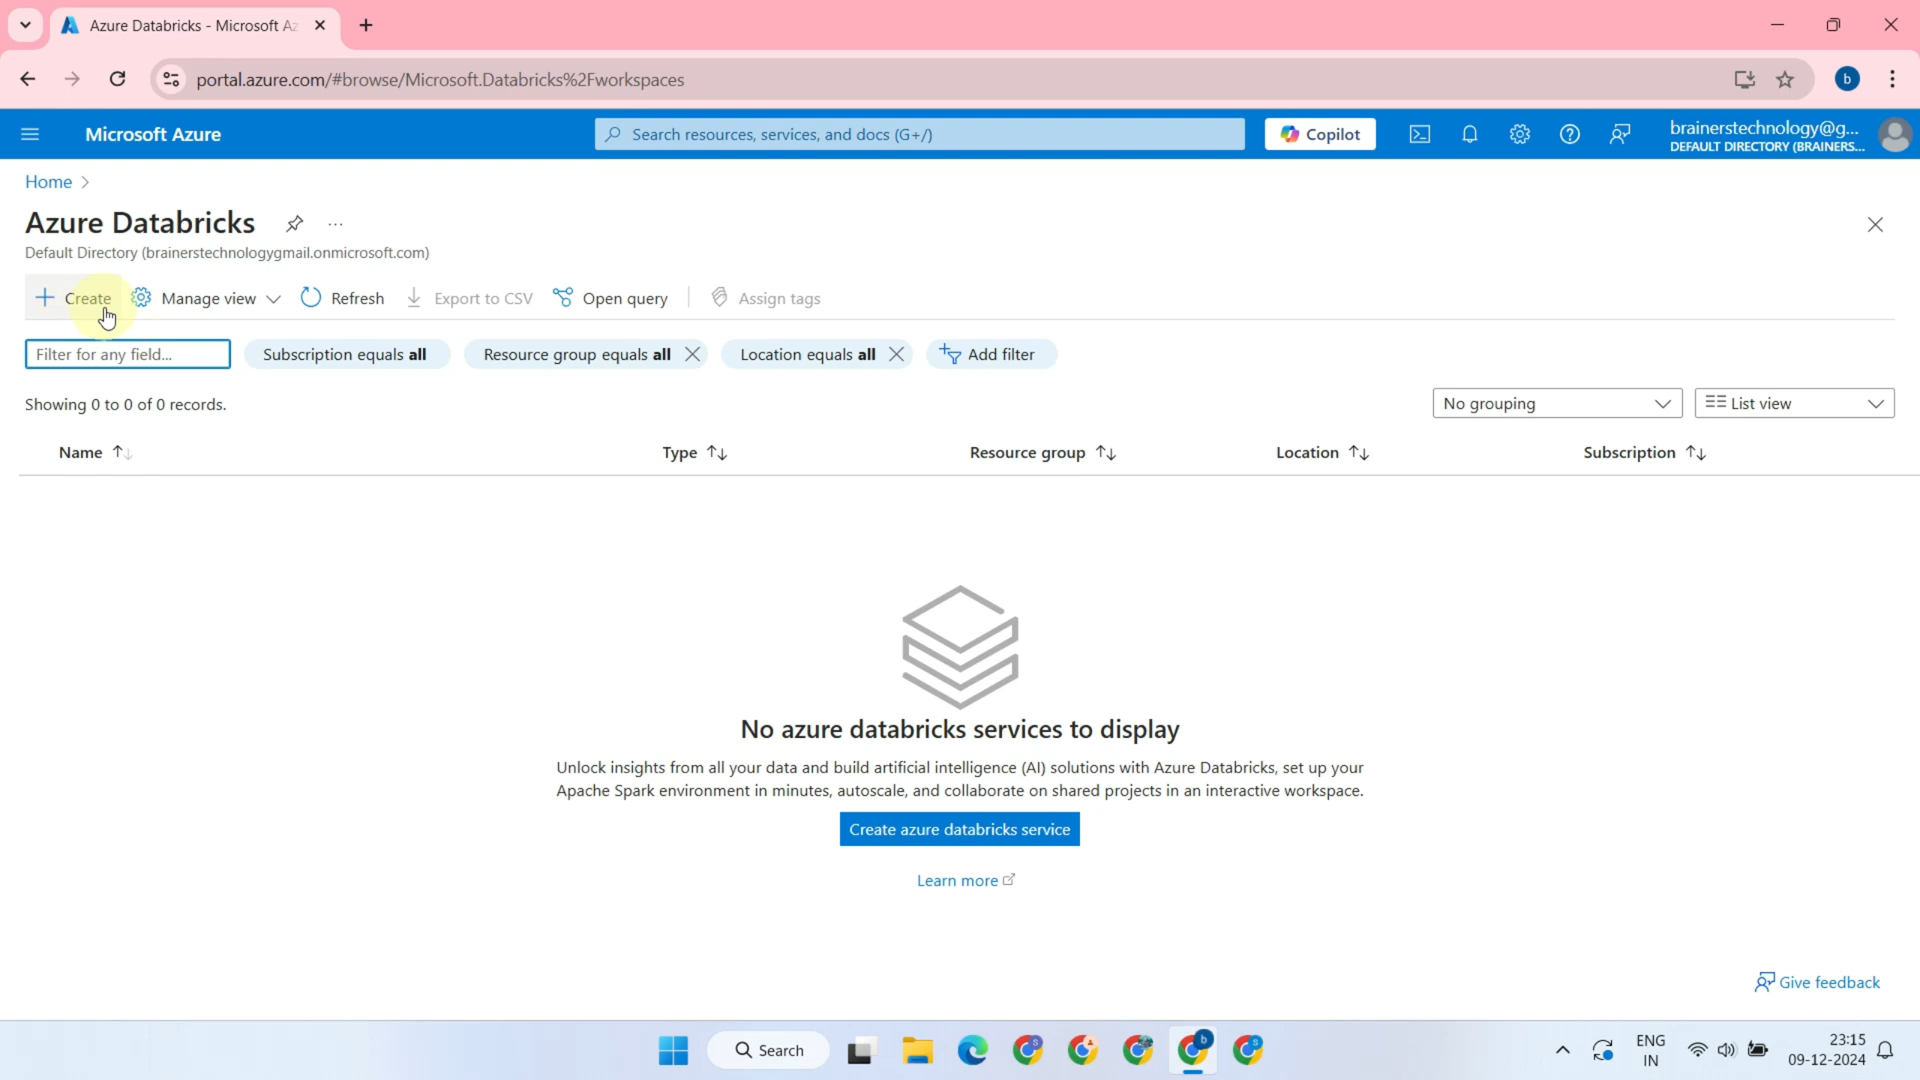 Azure Databricks - Microsoft Az
portal.azure.com/#browse/Microsoft.Databricks%2Fworkspaces
b
Microsoft Azure
Search resources, services, and docs (G+/)
Copilot
brainerstechnology@g...
DEFAULT DIRECTORY (BRAINERS...
Home
Azure Databricks
...
Default Directory (brainerstechnologygmail.onmicrosoft.com)
Create
Manage view
Refresh
Export to CSV
Open query
Assign tags
Filter for any field...
Subscription equals all
Resource group equals all
Location equals all
Add filter
Showing 0 to 0 of 0 records.
No grouping
List view
Name
Type
Resource group
Location
Subscription
No azure databricks services to display
Unlock insights from all your data and build artificial intelligence (AI) solutions with Azure Databricks, set up your
Apache Spark environment in minutes, autoscale, and collaborate on shared projects in an interactive workspace.
Create azure databricks service
Learn more
Give feedback
Search
ENG
IN
23:15
09-12-2024